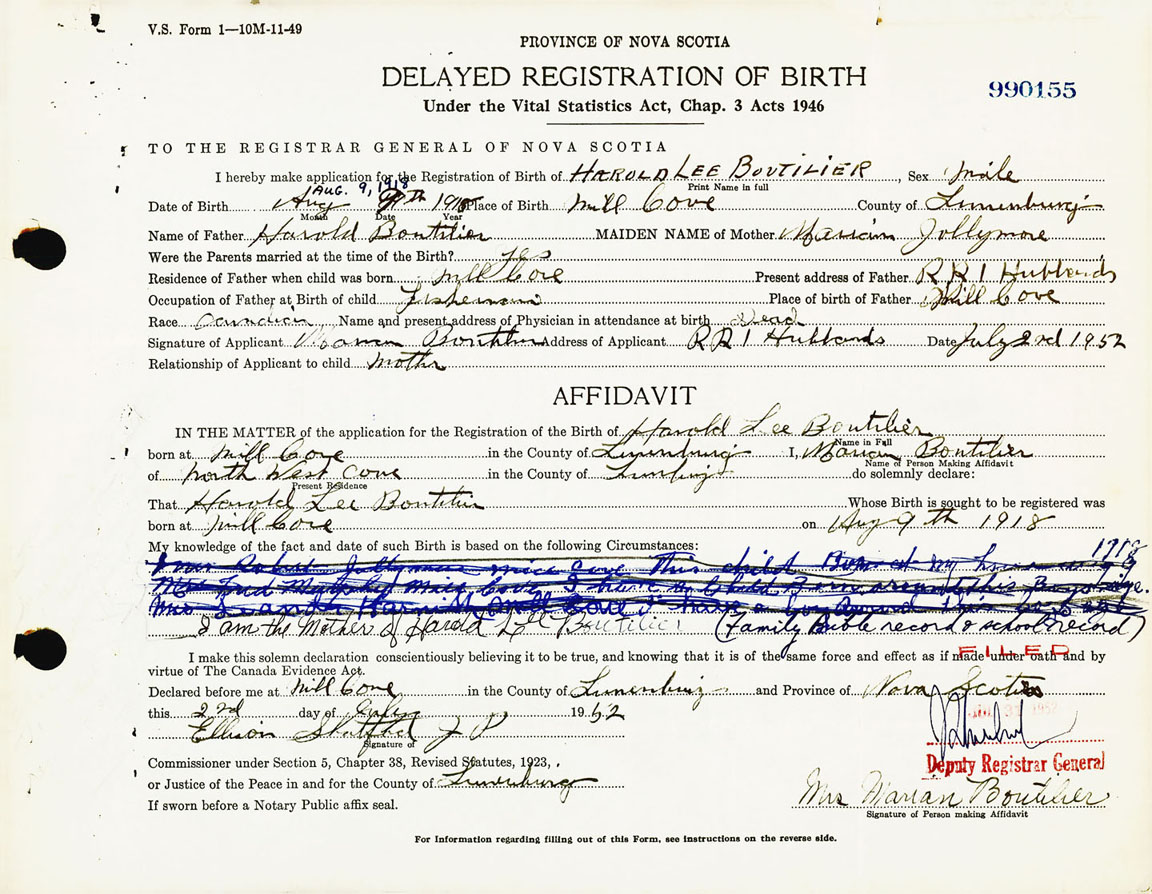 V.S. Form 1—10M-11-49
PROVINCE OF NOVA SCOTIA
DELAYED REGISTRATION OF BIRTH
990155
Under the Vital Statistics Act, Chap. 3 Acts 1946
TO THE REGISTRAR GENERAL OF NOVA SCOTIA
I hereby make application for the Registration of Birth of HAROLD LEE BOUTILIER, Sex Male
Print Name in full
Aug. 9, 1918
Date of Birth Aug 9th 1918 Place of Birth Mill Cove County of Lunenburg
Month Date Year
Name of Father Harold Boutilier MAIDEN NAME of Mother Marian Jollymore
Were the Parents married at the time of the Birth? yes
Residence of Father when child was born Mill Cove Present address of Father R R 1 Hubbards
Occupation of Father at Birth of child Fisherman Place of birth of Father Mill Cove
Race Canadian Name and present address of Physician in attendance at birth Dead
Signature of Applicant Marian Boutilier Address of Applicant R R 1 Hubbards Date July 2nd 1952
Relationship of Applicant to child Mother
AFFIDAVIT
IN THE MATTER of the application for the Registration of the Birth of Harold Lee Boutilier
Name in Full
born at Mill Cove in the County of Lunenburg I, Marian Boutilier
Name of Person Making Affidavit
of North West Cove in the County of Lunenburg do solemnly declare:
Present Residence
That Harold Lee Boutilier Whose Birth is sought to be registered was
born at Mill Cove on Aug 9th 1918
My knowledge of the fact and date of such Birth is based on the following Circumstances:
I am the Mother of Harold Lee Boutilier (Family Bible record & school record)
I make this solemn declaration conscientiously believing it to be true, and knowing that it is of the same force and effect as if made under oath and by
FILED
virtue of The Canada Evidence Act.
Declared before me at Mill Cove in the County of Lunenburg and Province of Nova Scotia
this 2nd day of July 1952
Ellison J P
Signature of
Commissioner under Section 5, Chapter 38, Revised Statutes, 1923,
Deputy Registrar General
or Justice of the Peace in and for the County of Lunenburg
Mrs Marian Boutilier
If sworn before a Notary Public affix seal.
Signature of Person making Affidavit
For Information regarding filling out of this Form, see instructions on the reverse side.